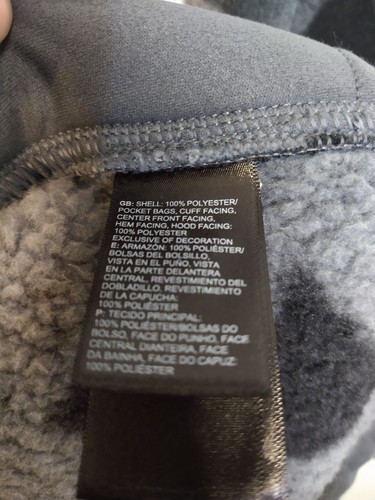 GB: SHELL: 100% POLYESTER/
POCKET BAGS, CUFF FACING,
CENTER FRONT FACING,
HEM FACING, HOOD FACING:
100% POLYESTER
EXCLUSIVE OF DECORATION
E: ARMAZÓN: 100% POLIÉSTER/
BOLSAS DEL BOLSILLO,
VISTA EN EL PUÑO, VISTA
EN LA PARTE DELANTERA
CENTRAL, REVESTIMIENTO DEL
DOBLADILLO, REVESTIMIENTO
DE LA CAPUCHA:
100% POLIÉSTER
P: TECIDO PRINCIPAL:
100% POLIÉSTER/BOLSAS DO
BOLSO, FACE DO PUNHO, FACE
CENTRAL DIANTEIRA, FACE
DA BAINHA, FACE DO CAPUZ:
100% POLIÉSTER